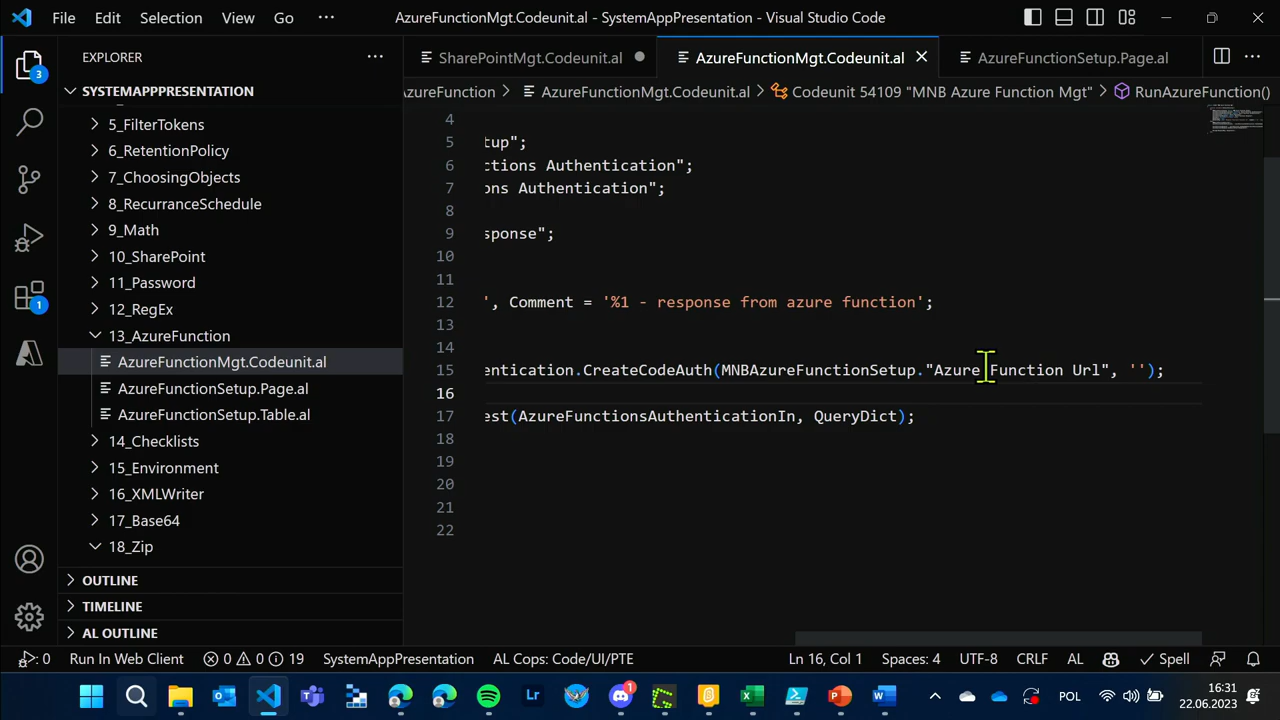 File Edit Selection View Go ··· AzureFunctionMgt.Codeunit.al - SystemAppPresentation - Visual Studio Code
EXPLORER ···
SharePointMgt.Codeunit.al AzureFunctionMgt.Codeunit.al AzureFunctionSetup.Page.al ···
SYSTEMAPPPRESENTATION
AzureFunction > AzureFunctionMgt.Codeunit.al > Codeunit 54109 "MNB Azure Function Mgt" > RunAzureFunction()
3
5_FilterTokens
6_RetentionPolicy
7_ChoosingObjects
8_RecurranceSchedule
9_Math
10_SharePoint
11_Password
12_RegEx
13_AzureFunction
AzureFunctionMgt.Codeunit.al
AzureFunctionSetup.Page.al
AzureFunctionSetup.Table.al
14_Checklists
15_Environment
16_XMLWriter
17_Base64
18_Zip
OUTLINE
TIMELINE
AL OUTLINE
1
4
5 tup";
6 ctions Authentication";
7 ons Authentication";
8
9 sponse";
10
11
12 ', Comment = '%1 - response from azure function';
13
14
15 entication.CreateCodeAuth(MNBAzureFunctionSetup."Azure Function Url", '');
16
17 est(AzureFunctionsAuthenticationIn, QueryDict);
18
19
20
21
22
: 0 Run In Web Client 0 0 19 SystemAppPresentation AL Cops: Code/UI/PTE Ln 16, Col 1 Spaces: 4 UTF-8 CRLF AL Spell
Lr 1 POL 16:31
22.06.2023